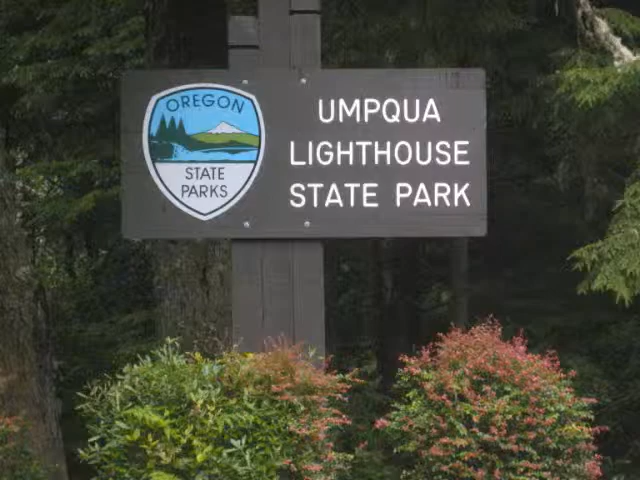 OREGON
STATE
PARKS
UMPQUA
LIGHTHOUSE
STATE PARK